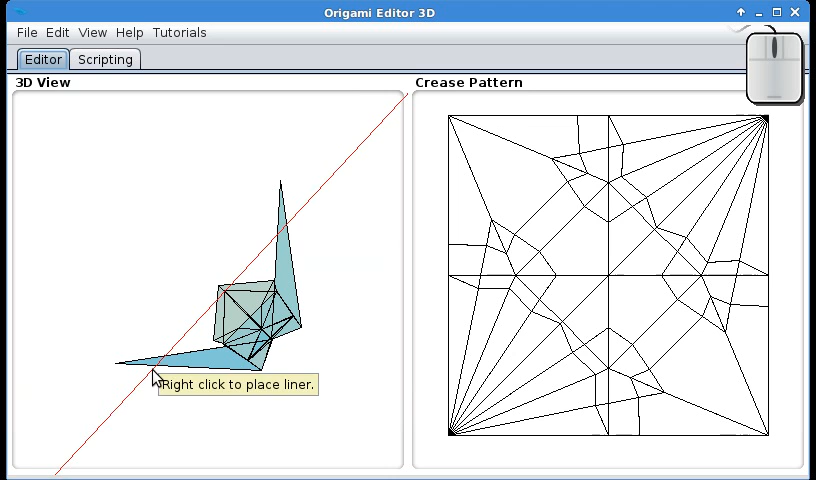 Origami Editor 3D
File Edit View Help Tutorials
Editor Scripting
3D View
Crease Pattern
Right click to place liner.